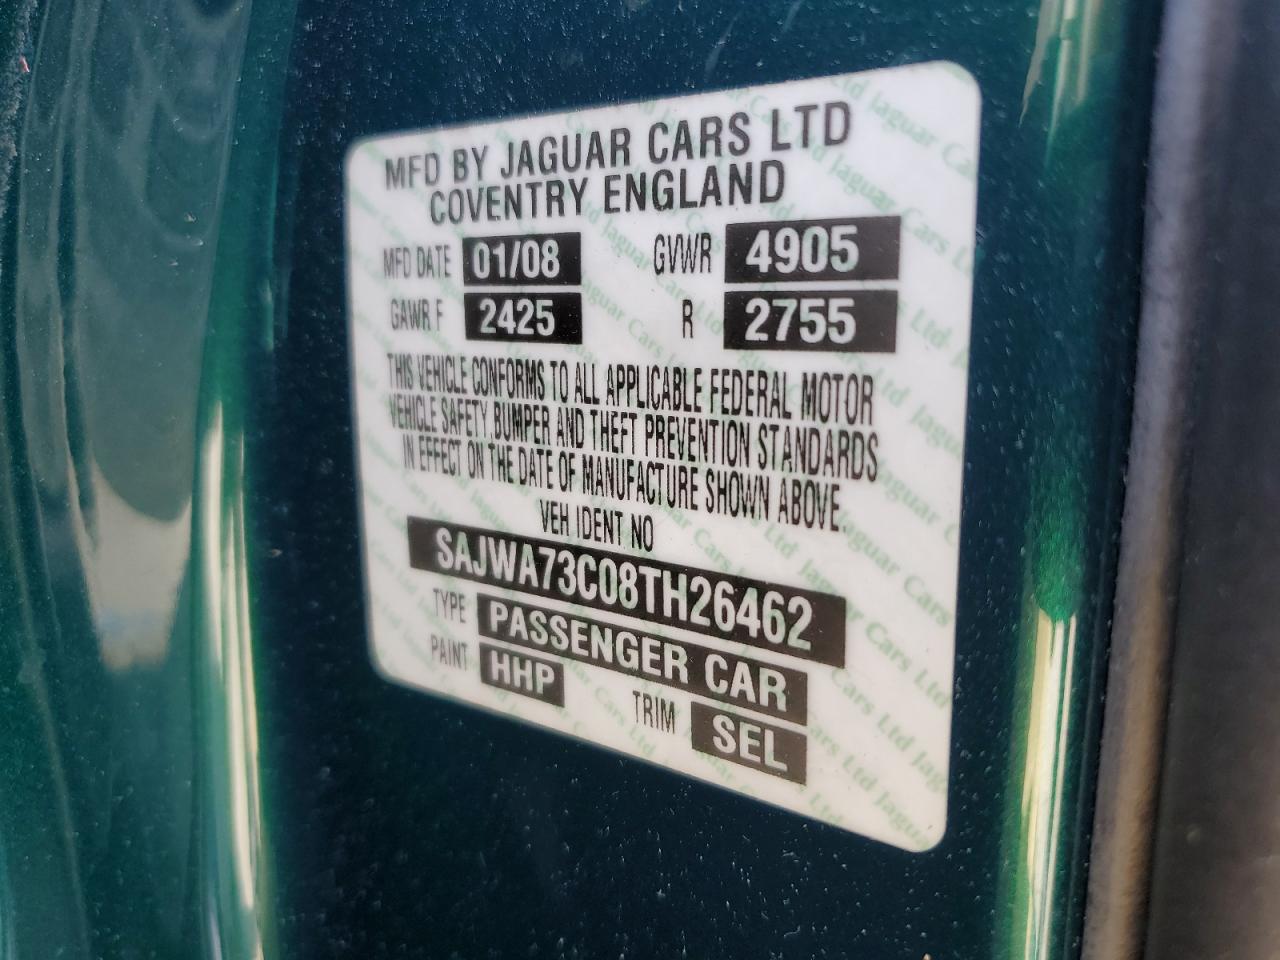 MFD BY JAGUAR CARS LTD
COVENTRY ENGLAND
MFD DATE 01/08 GVWR 4905
GAWR F 2425 R 2755
THIS VEHICLE CONFORMS TO ALL APPLICABLE FEDERAL MOTOR
VEHICLE SAFETY, BUMPER AND THEFT PREVENTION STANDARDS
IN EFFECT ON THE DATE OF MANUFACTURE SHOWN ABOVE.
VEH IDENT NO
SAJWA73C08TH26462
TYPE PASSENGER CAR
PAINT HHP TRIM SEL